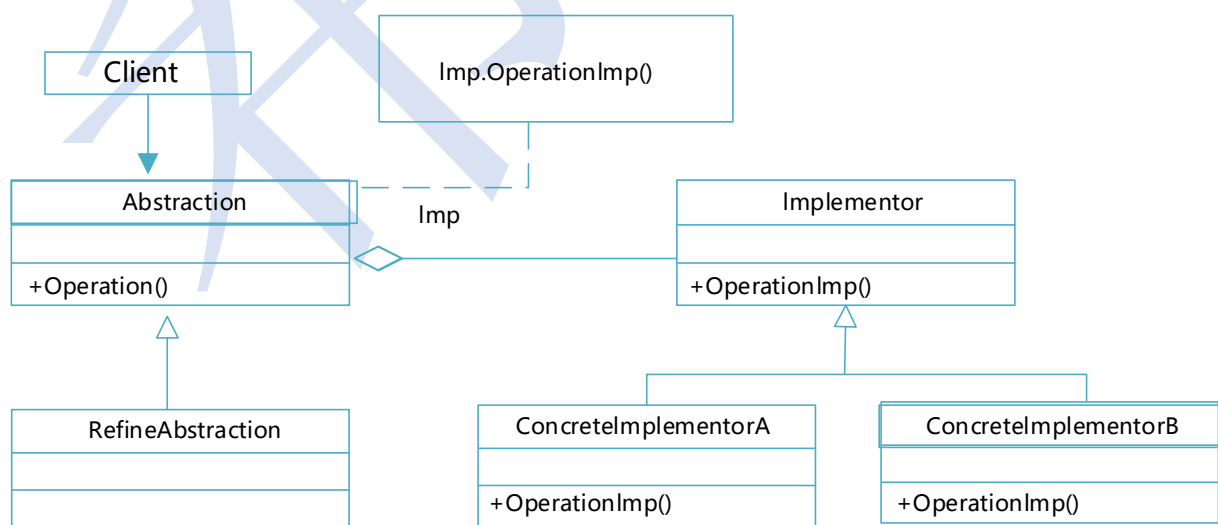 Client
Imp.OperationImp()
Abstraction
Imp
Implementor
+Operation()
+OperationImp()
RefineAbstraction
ConcreteImplementorA
ConcreteImplementorB
+OperationImp()
+OperationImp()